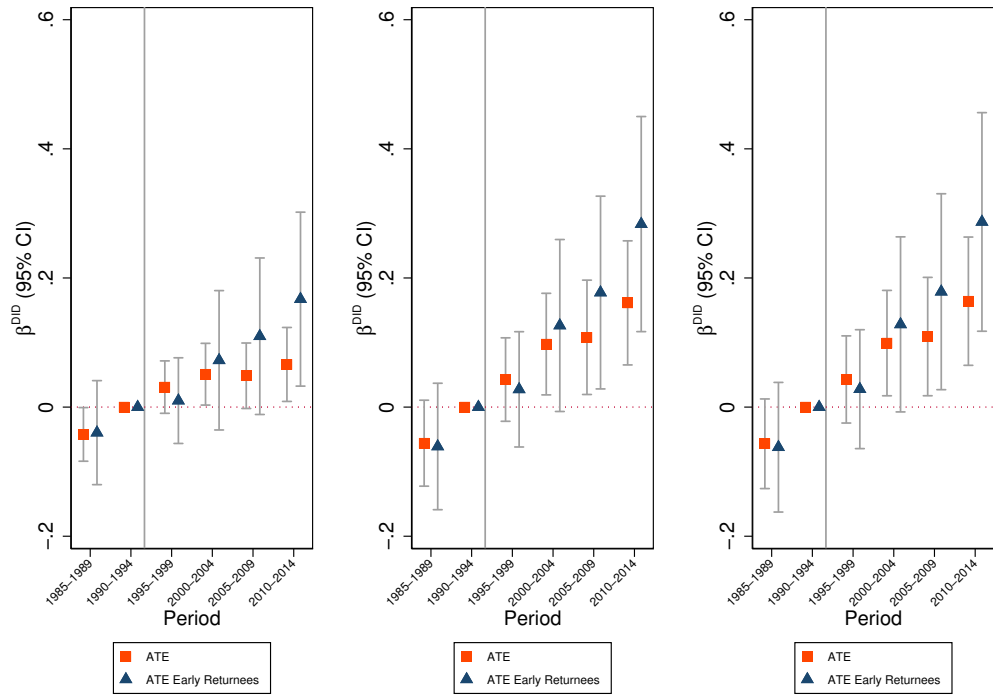 .6
.4
.2
0
-.2
β^DID (95% CI)
1985−1989
1990−1994
1995−1999
2000−2004
2005−2009
2010−2014
Period
ATE
ATE Early Returnees
.6
.4
.2
0
-.2
β^DID (95% CI)
1985−1989
1990−1994
1995−1999
2000−2004
2005−2009
2010−2014
Period
ATE
ATE Early Returnees
.6
.4
.2
0
-.2
β^DID (95% CI)
1985−1989
1990−1994
1995−1999
2000−2004
2005−2009
2010−2014
Period
ATE
ATE Early Returnees